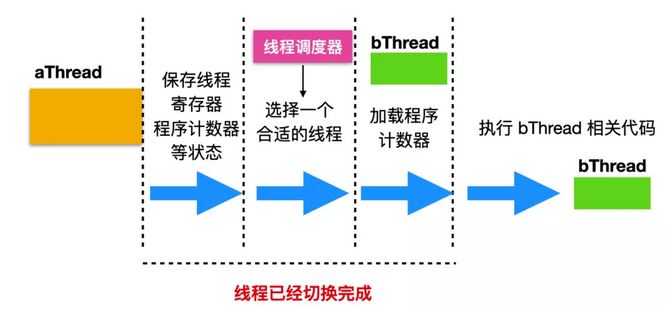 aThread
保存线程
寄存器
程序计数器
等状态
线程调度器
选择一个
合适的线程
bThread
加载程序
计数器
执行 bThread 相关代码
bThread
线程已经切换完成